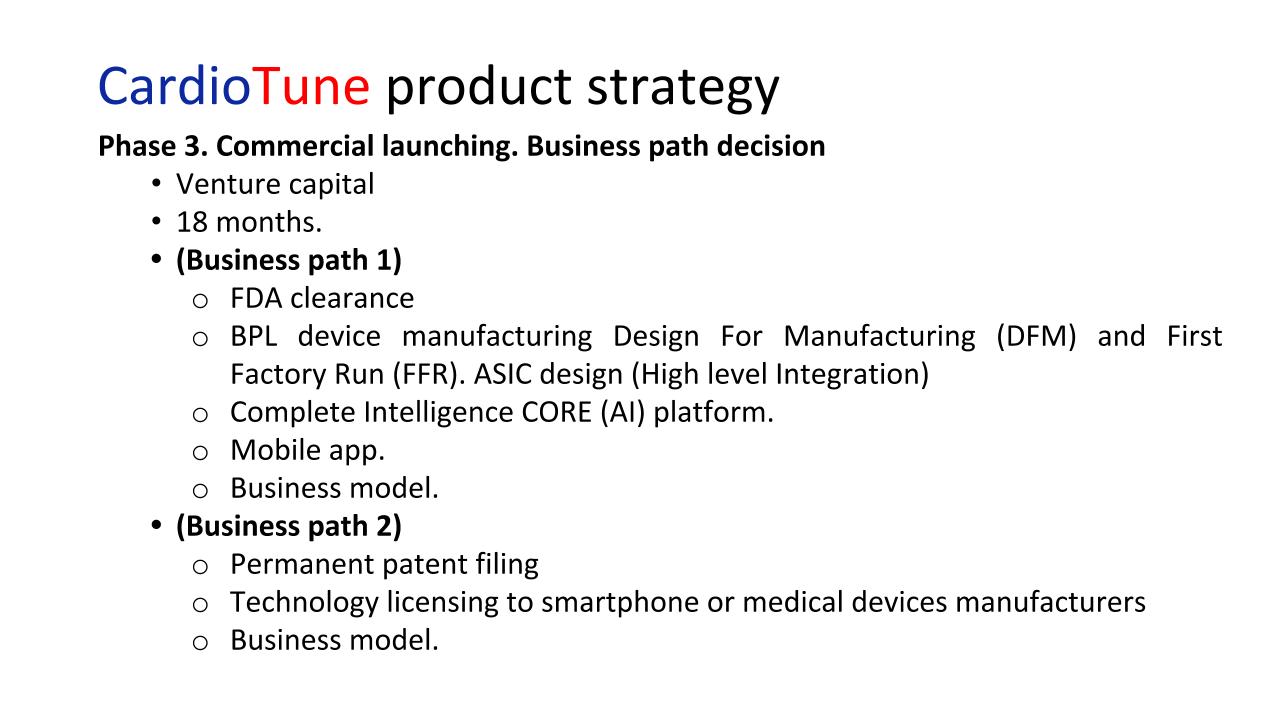 CardioTune product strategy
Phase 3. Commercial launching. Business path decision
• Venture capital
• 18 months.
• (Business path 1)
o FDA clearance
o BPL device manufacturing Design For Manufacturing (DFM) and First
Factory Run (FFR). ASIC design (High level Integration)
o Complete Intelligence CORE (AI) platform.
o Mobile app.
o Business model.
• (Business path 2)
o Permanent patent filing
o Technology licensing to smartphone or medical devices manufacturers
o Business model.